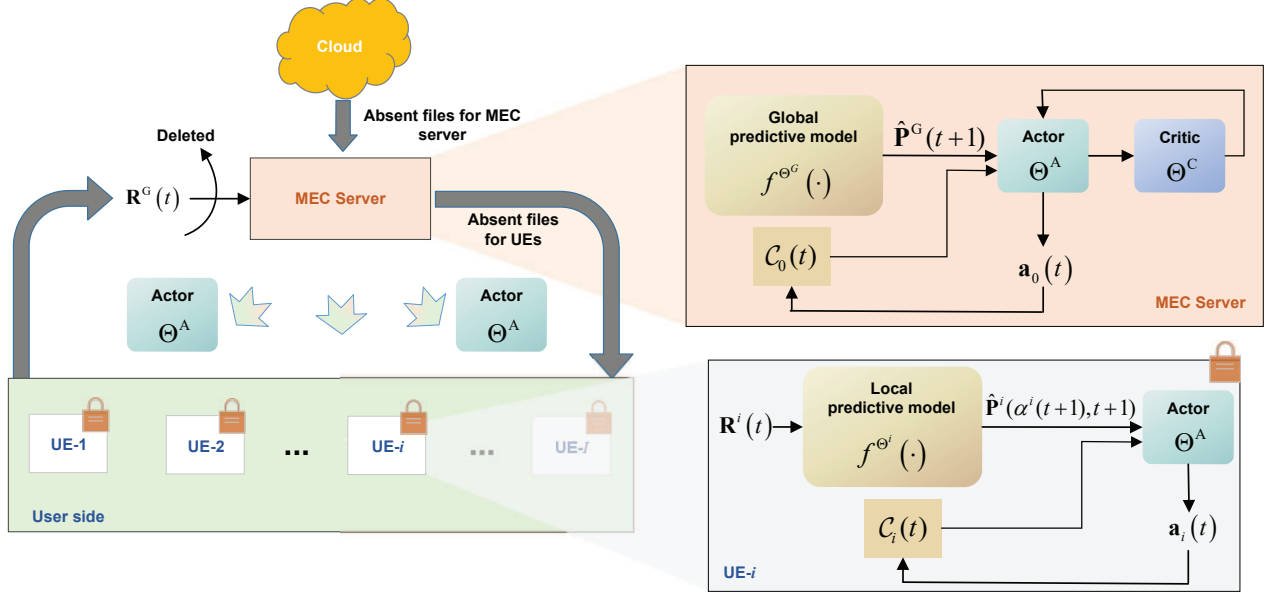 Cloud
Absent files for MEC
server
Deleted
R^G(t)
MEC Server
Absent files
for UEs
Actor
Θ^A
Actor
Θ^A
UE-1
UE-2
...
UE-i
...
UE-I
User side
Global
predictive model
f^{Θ^G}(·)
P̂^G(t+1)
Actor
Θ^A
Critic
Θ^C
C_0(t)
a_0(t)
MEC Server
R^i(t)
Local
predictive model
f^{Θ^i}(·)
P̂^i(α^i(t+1),t+1)
Actor
Θ^A
C_i(t)
a_i(t)
UE-i